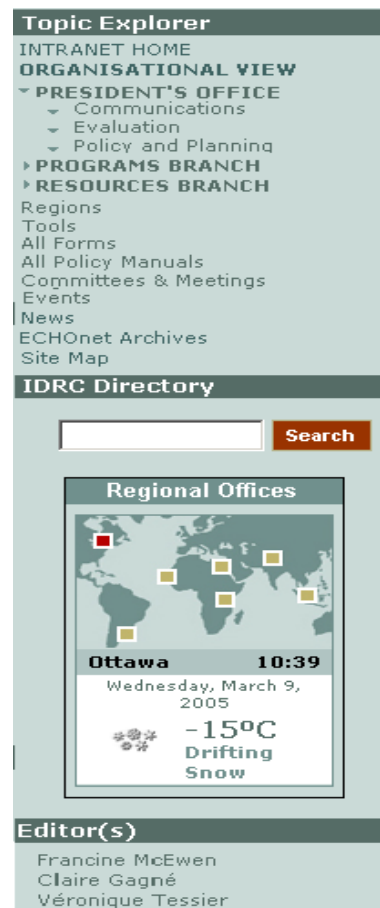 Topic Explorer
INTRANET HOME
ORGANISATIONAL VIEW
PRESIDENT'S OFFICE
Communications
Evaluation
Policy and Planning
PROGRAMS BRANCH
RESOURCES BRANCH
Regions
Tools
All Forms
All Policy Manuals
Committees & Meetings
Events
News
ECHOnet Archives
Site Map
IDRC Directory
Search
Regional Offices
Ottawa 10:39
Wednesday, March 9,
2005
-15ºC
Drifting
Snow
Editor(s)
Francine McEwen
Claire Gagné
Véronique Tessier